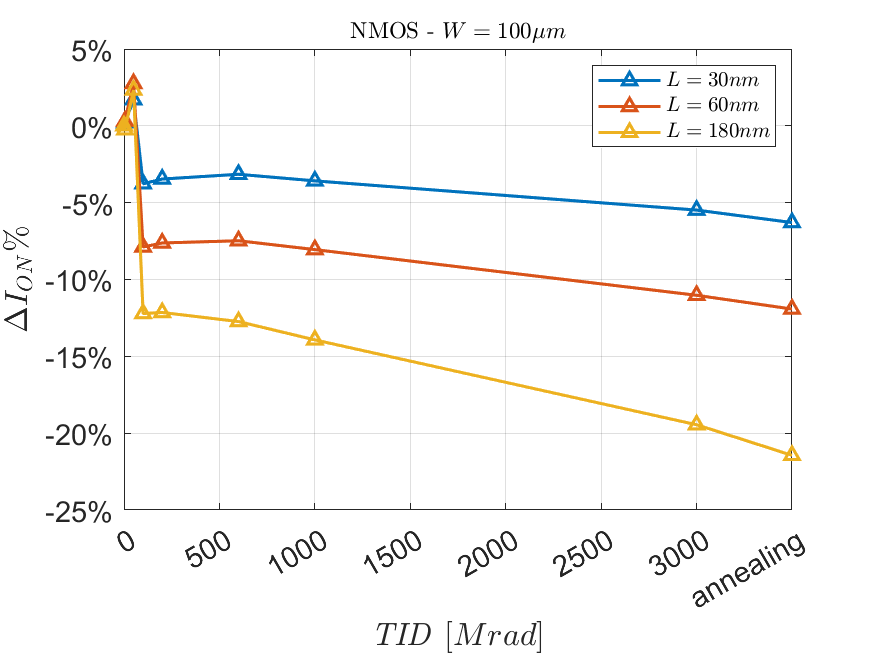 NMOS - W = 100μm
5%
0%
-5%
-10%
-15%
-20%
-25%
ΔI_ON%
L = 30nm
L = 60nm
L = 180nm
0
500
1000
1500
2000
2500
3000
annealing
TID [Mrad]